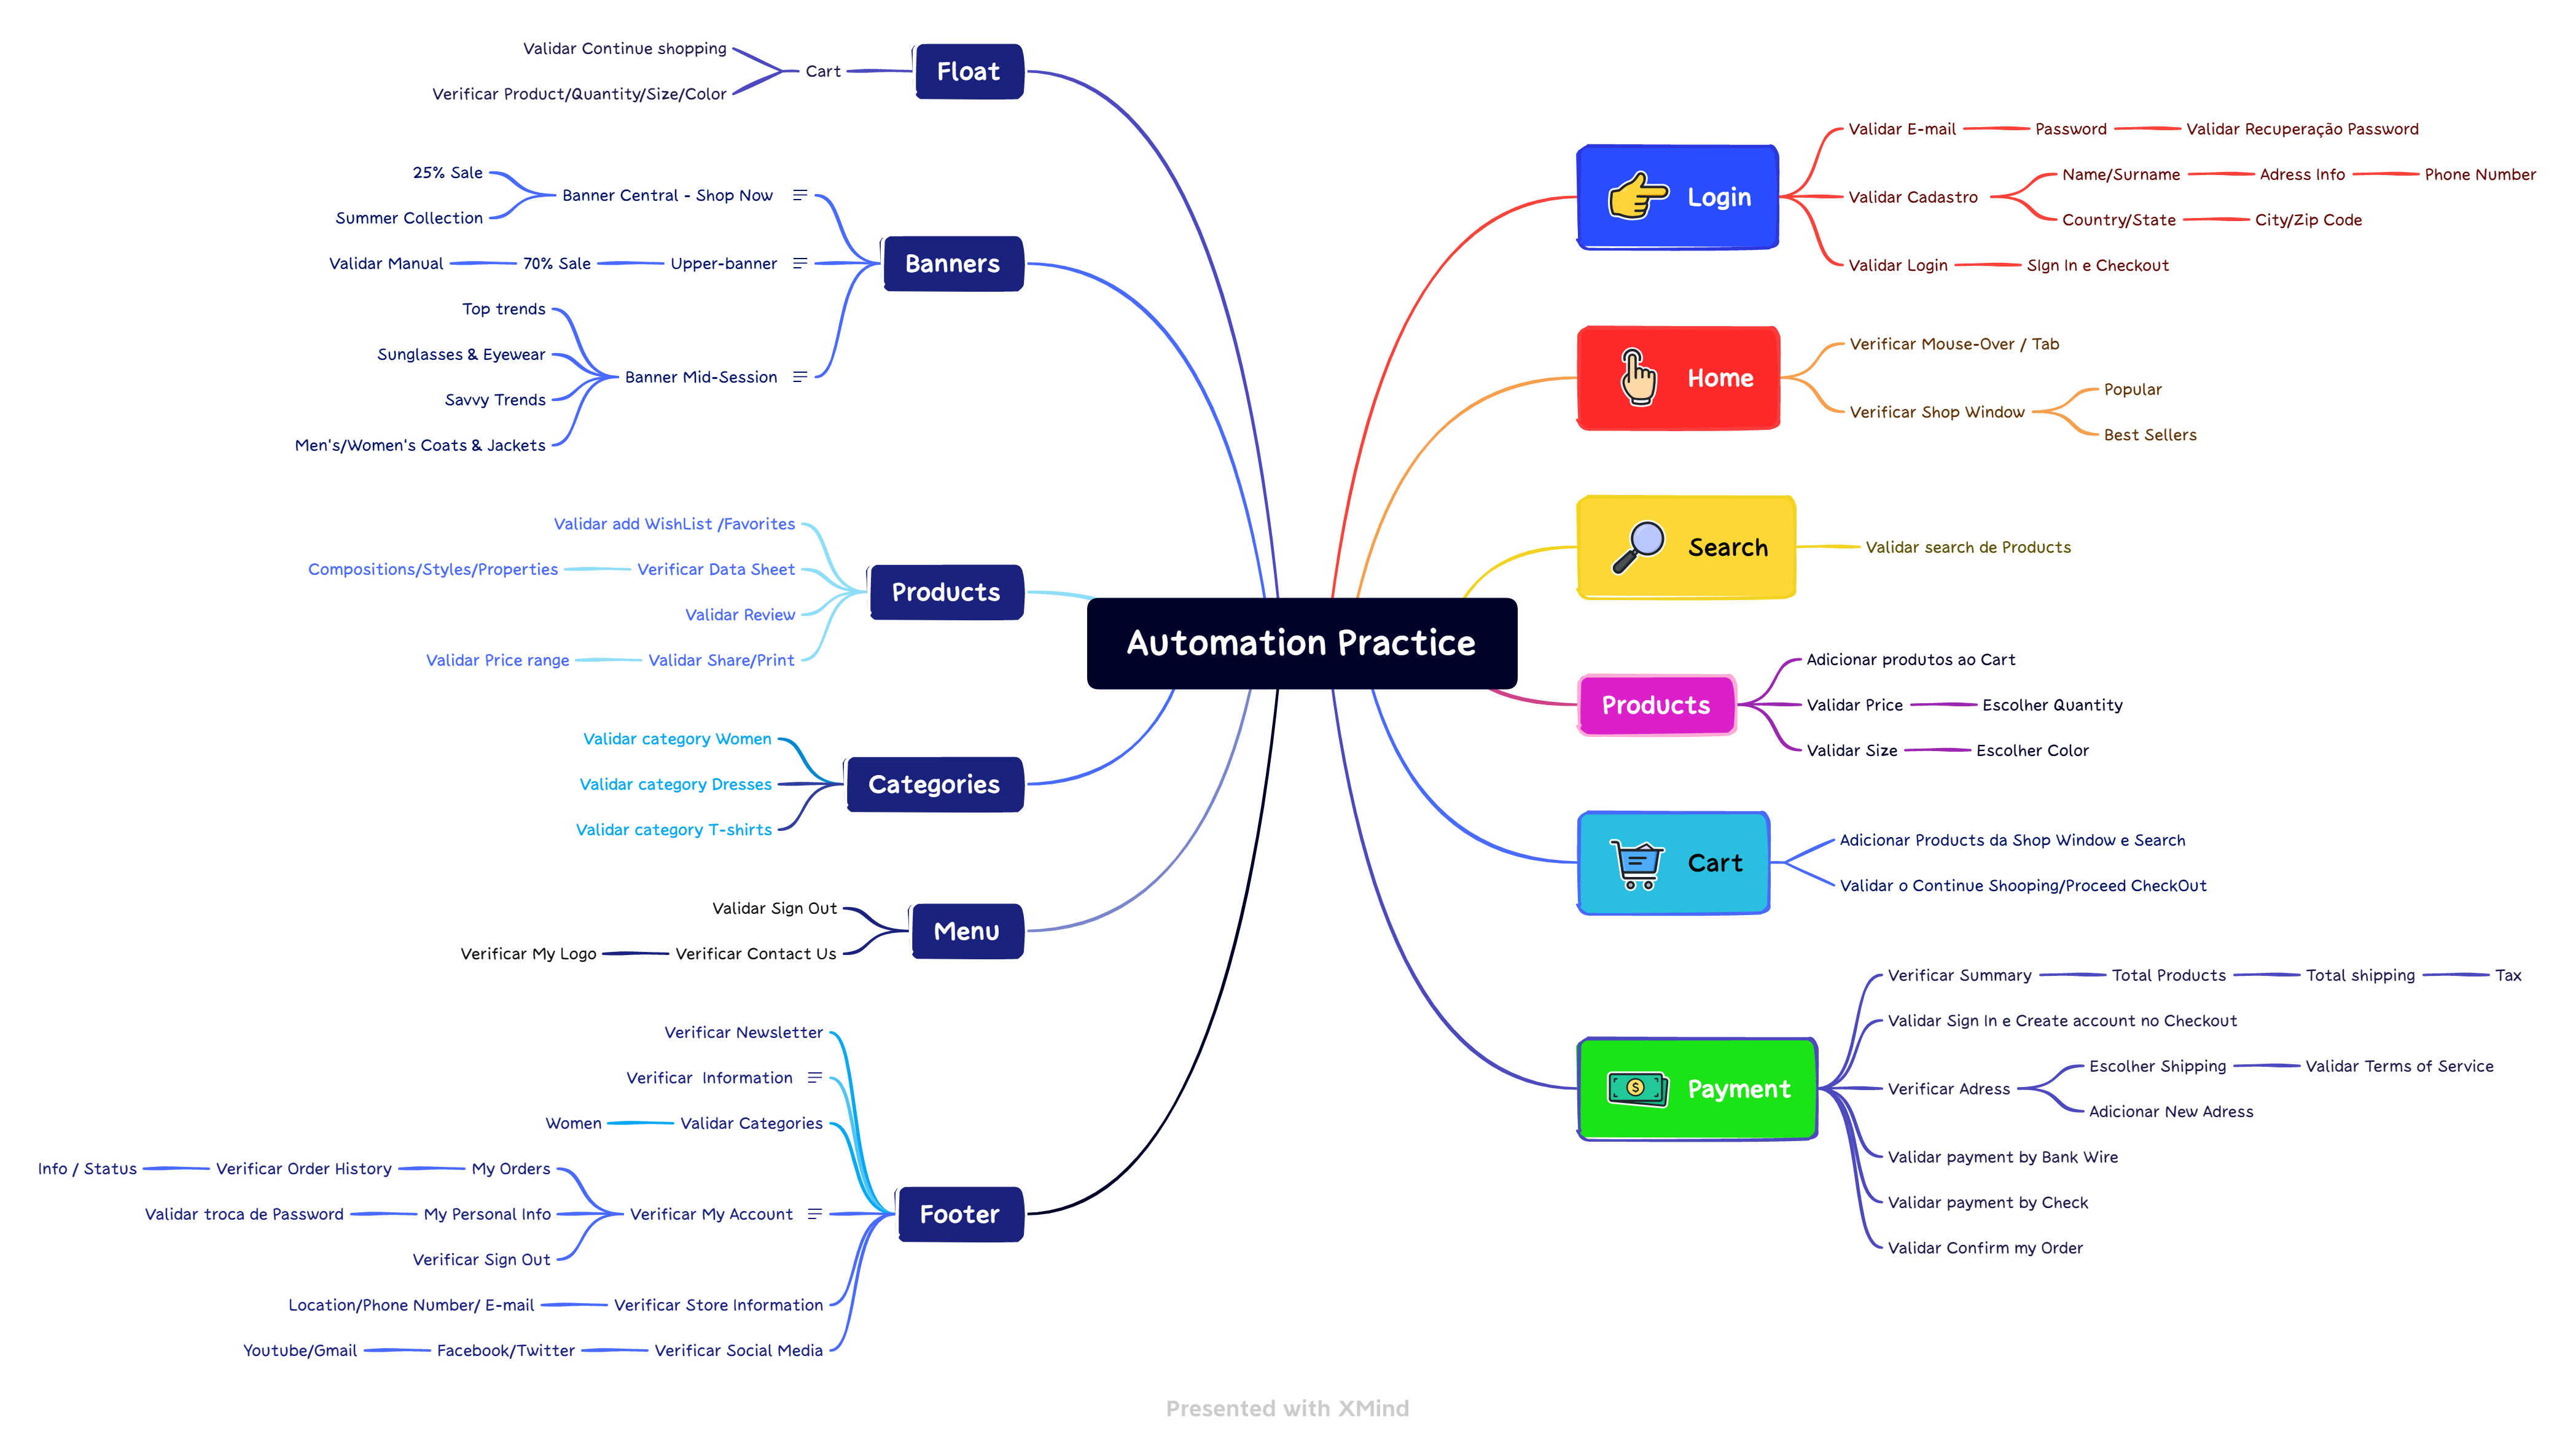 Automation Practice
Login
Validar E-mail
Password
Validar Recuperação Password
Validar Cadastro
Name/Surname
Adress Info
Phone Number
Country/State
City/Zip Code
Validar Login
SIgn In e Checkout
Home
Verificar Mouse-Over / Tab
Verificar Shop Window
Popular
Best Sellers
Search
Validar search de Products
Products
Adicionar produtos ao Cart
Validar Price
Escolher Quantity
Validar Size
Escolher Color
Cart
Adicionar Products da Shop Window e Search
Validar o Continue Shooping/Proceed CheckOut
Payment
Verificar Summary
Total Products
Total shipping
Tax
Validar Sign In e Create account no Checkout
Verificar Adress
Escolher Shipping
Validar Terms of Service
Adicionar New Adress
Validar payment by Bank Wire
Validar payment by Check
Validar Confirm my Order
Float
Cart
Validar Continue shopping
Verificar Product/Quantity/Size/Color
Banners
Banner Central - Shop Now
25% Sale
Summer Collection
Upper-banner
70% Sale
Validar Manual
Banner Mid-Session
Top trends
Sunglasses & Eyewear
Savvy Trends
Men's/Women's Coats & Jackets
Products
Validar add WishList /Favorites
Verificar Data Sheet
Compositions/Styles/Properties
Validar Review
Validar Share/Print
Validar Price range
Categories
Validar category Women
Validar category Dresses
Validar category T-shirts
Menu
Validar Sign Out
Verificar Contact Us
Verificar My Logo
Footer
Verificar Newsletter
Verificar  Information
Validar Categories
Women
Verificar My Account
My Orders
Verificar Order History
Info / Status
My Personal Info
Validar troca de Password
Verificar Sign Out
Verificar Store Information
Location/Phone Number/ E-mail
Verificar Social Media
Facebook/Twitter
Youtube/Gmail
Presented with XMind